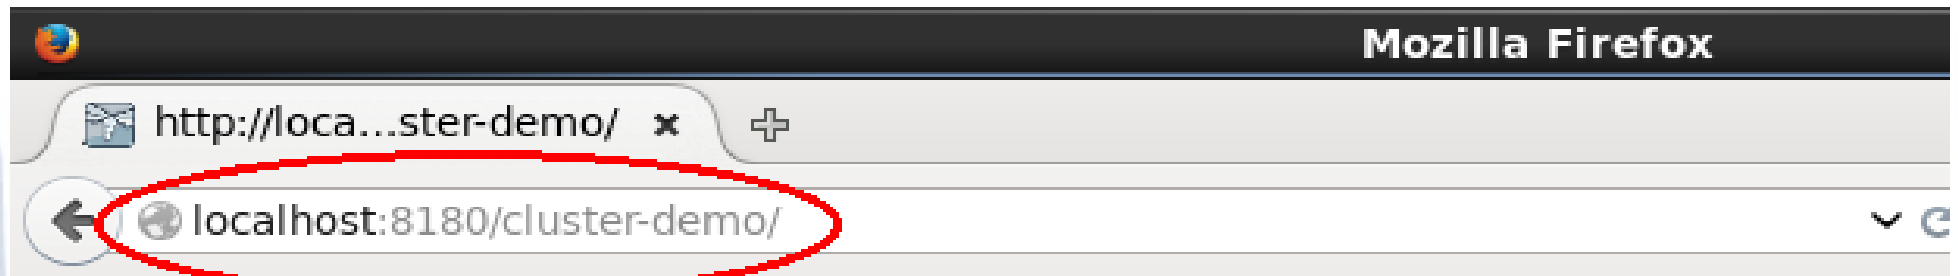 Mozilla Firefox
http://loca...ster-demo/
localhost:8180/cluster-demo/